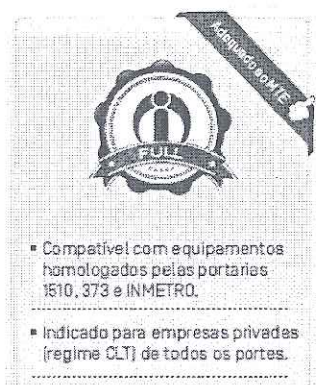 Adequado ao MTE
FULL
▪ Compatível com equipamentos
homologados pelas portarias
1510, 373 e INMETRO.
▪ Indicado para empresas privadas
(regime CLT) de todos os portes.